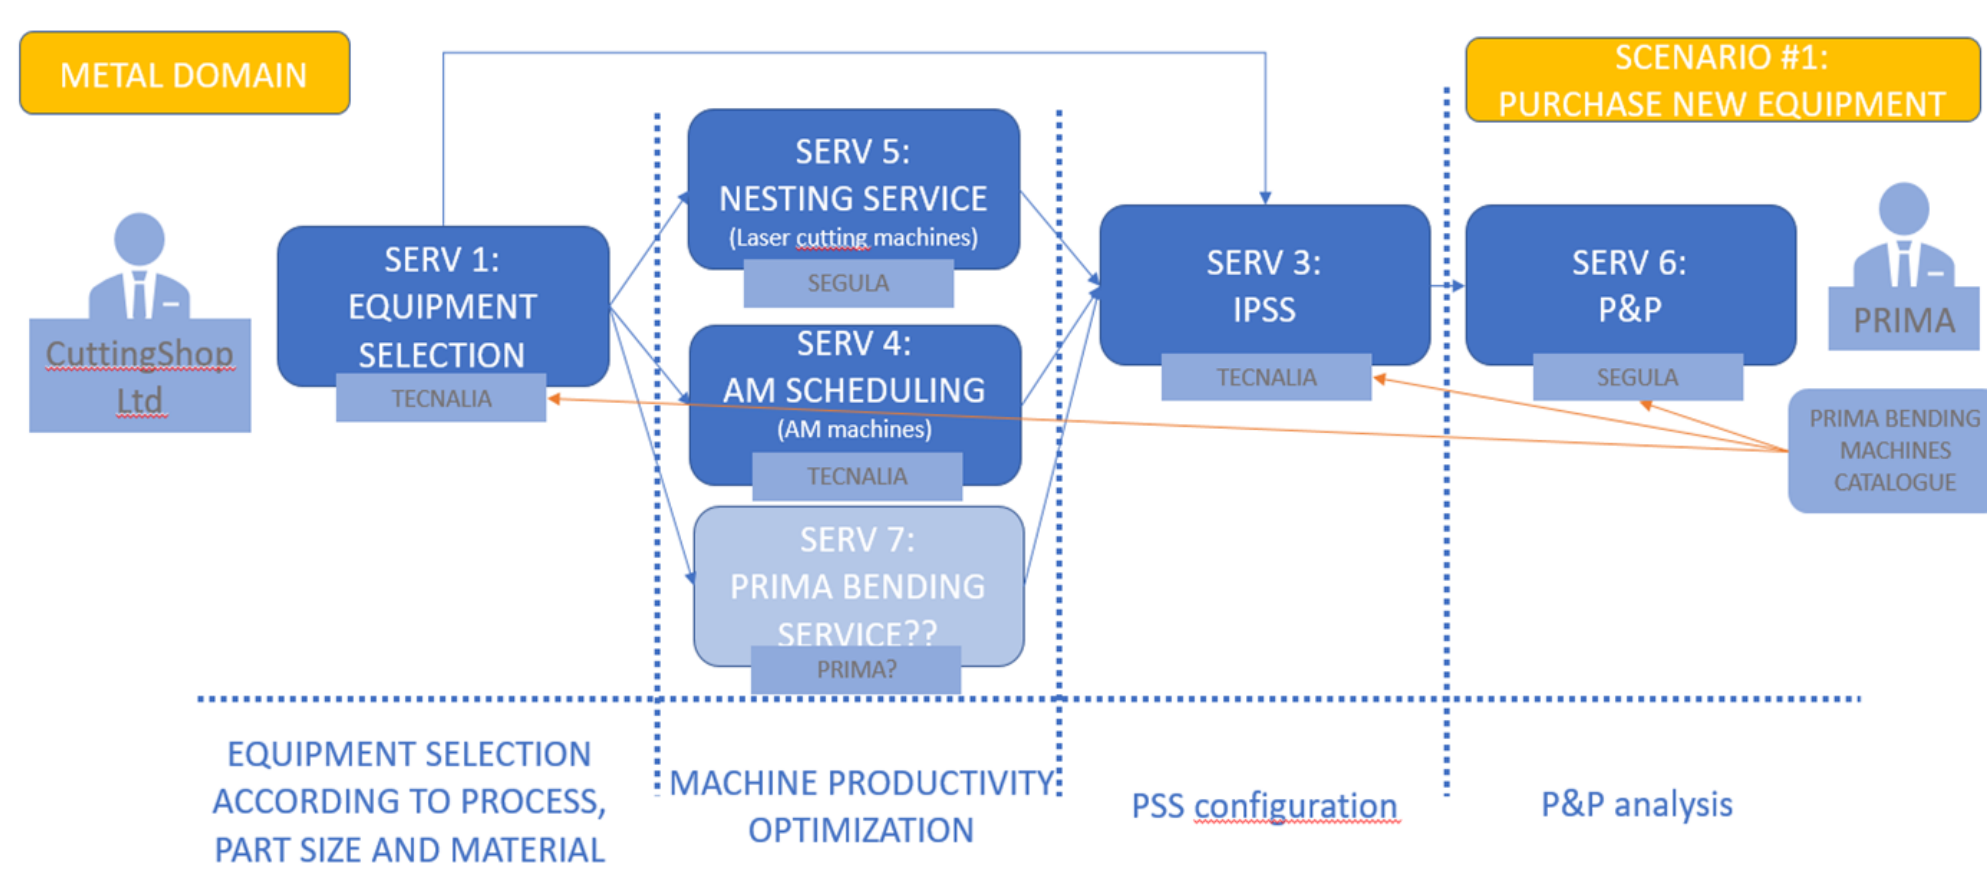 METAL DOMAIN
SCENARIO #1:
PURCHASE NEW EQUIPMENT
CuttingShop
Ltd
SERV 1:
EQUIPMENT
SELECTION
TECNALIA
SERV 5:
NESTING SERVICE
(Laser cutting machines)
SEGULA
SERV 4:
AM SCHEDULING
(AM machines)
TECNALIA
SERV 7:
PRIMA BENDING
SERVICE??
PRIMA?
SERV 3:
IPSS
TECNALIA
SERV 6:
P&P
SEGULA
PRIMA
PRIMA BENDING
MACHINES
CATALOGUE
EQUIPMENT SELECTION
ACCORDING TO PROCESS,
PART SIZE AND MATERIAL
MACHINE PRODUCTIVITY
OPTIMIZATION
PSS configuration
P&P analysis